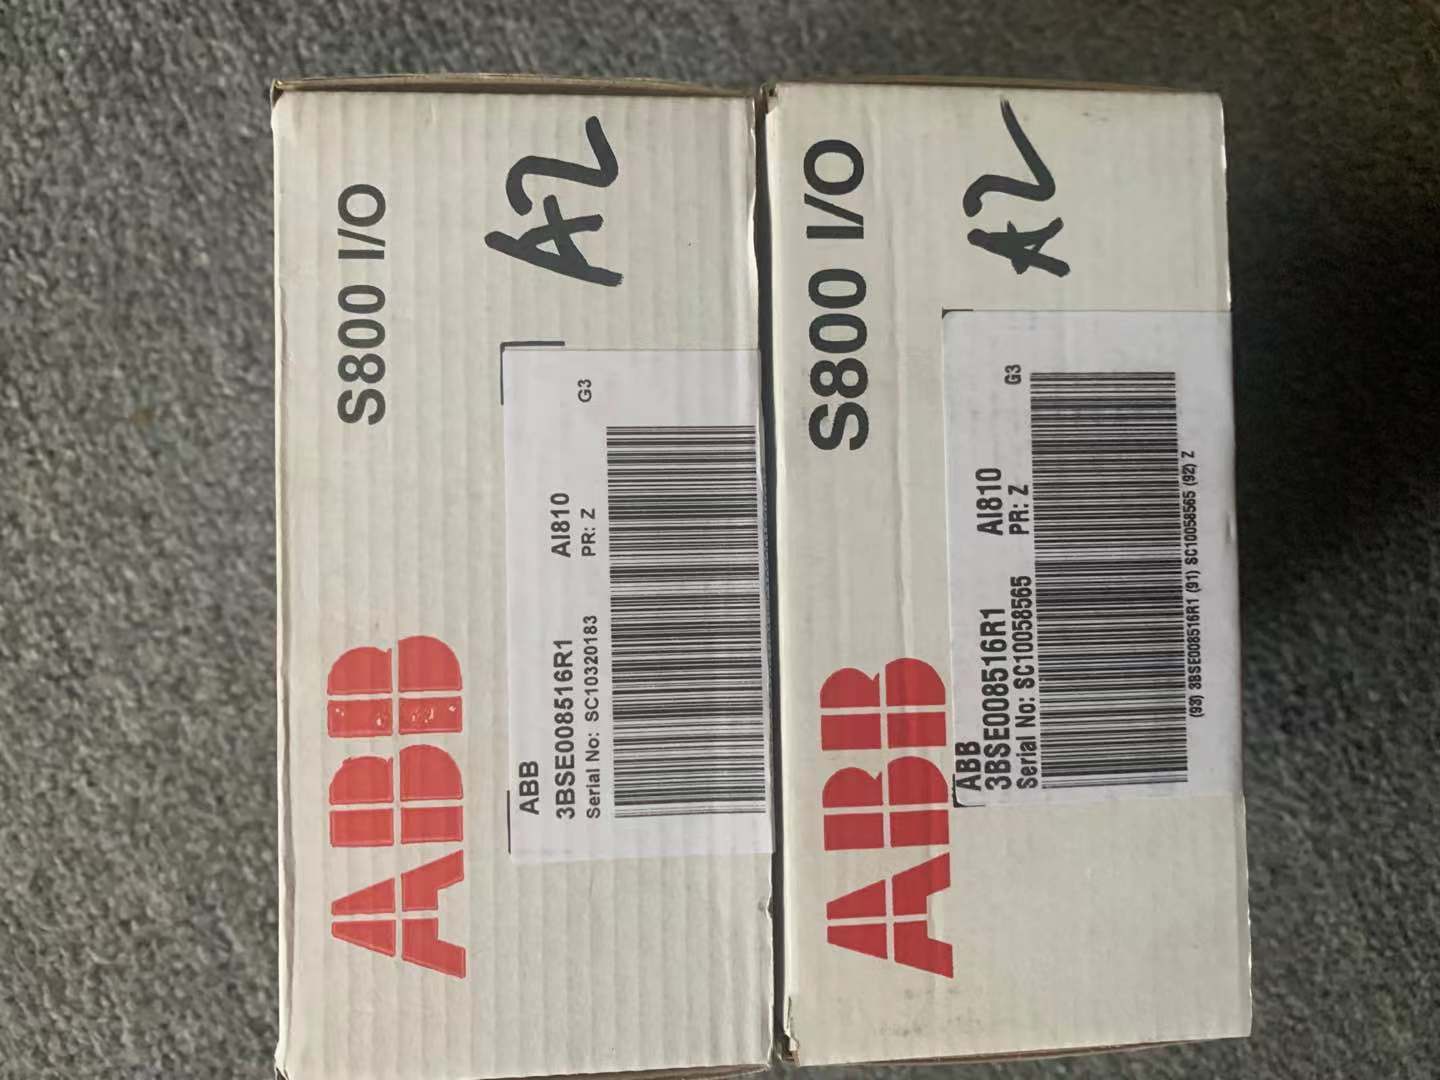 S800 I/O
A2
ABB
ABB
3BSE008516R1 AI810
Serial No: SC10320183 PR: Z G3
S800 I/O
A2
ABB
ABB
3BSE008516R1 AI810
Serial No: SC10058565 PR: Z G3
(93) 3BSE008516R1 (91) SC10058565 (92) Z